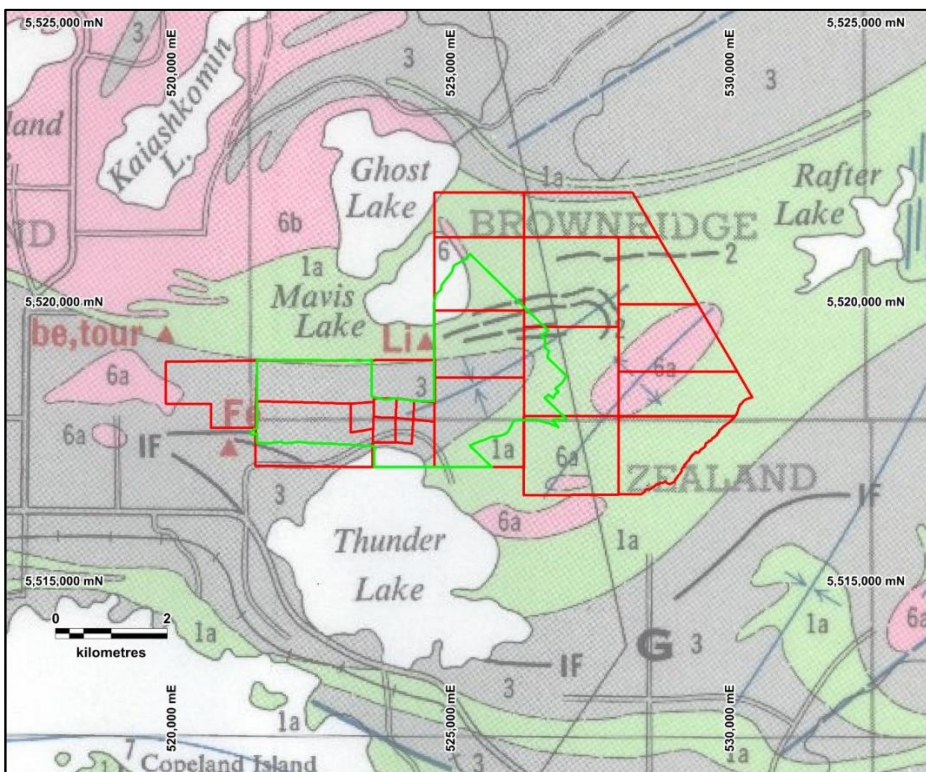 5,525,000 mN
5,525,000 mN
520,000 mE
525,000 mE
530,000 mE
3
3
3
land
Kaiashkomin
L.
Ghost
Lake
1a
Rafter
Lake
ND
6b
BROWNRIDGE
1a
6
2
Mavis
Lake
5,520,000 mN
5,520,000 mN
be,tour
Li
2
6a
3
6a
Fe
6a
IF
1a
6a
3
ZEALAND
IF
6a
Thunder
Lake
1a
5,515,000 mN
5,515,000 mN
0
2
kilometres
1a
1a
6a
G
3
IF
3
520,000 mE
525,000 mE
530,000 mE
1a
1a
7
Copeland Island
1
3